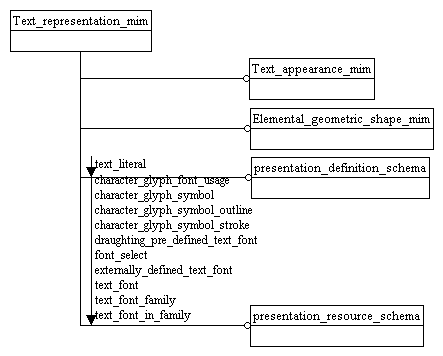 Text_representation_mim
Text_appearance_mim
Elemental_geometric_shape_mim
text_literal
presentation_definition_schema
character_glyph_font_usage
character_glyph_symbol
character_glyph_symbol_outline
character_glyph_symbol_stroke
draughting_pre_defined_text_font
font_select
externally_defined_text_font
text_font
text_font_family
text_font_in_family
presentation_resource_schema